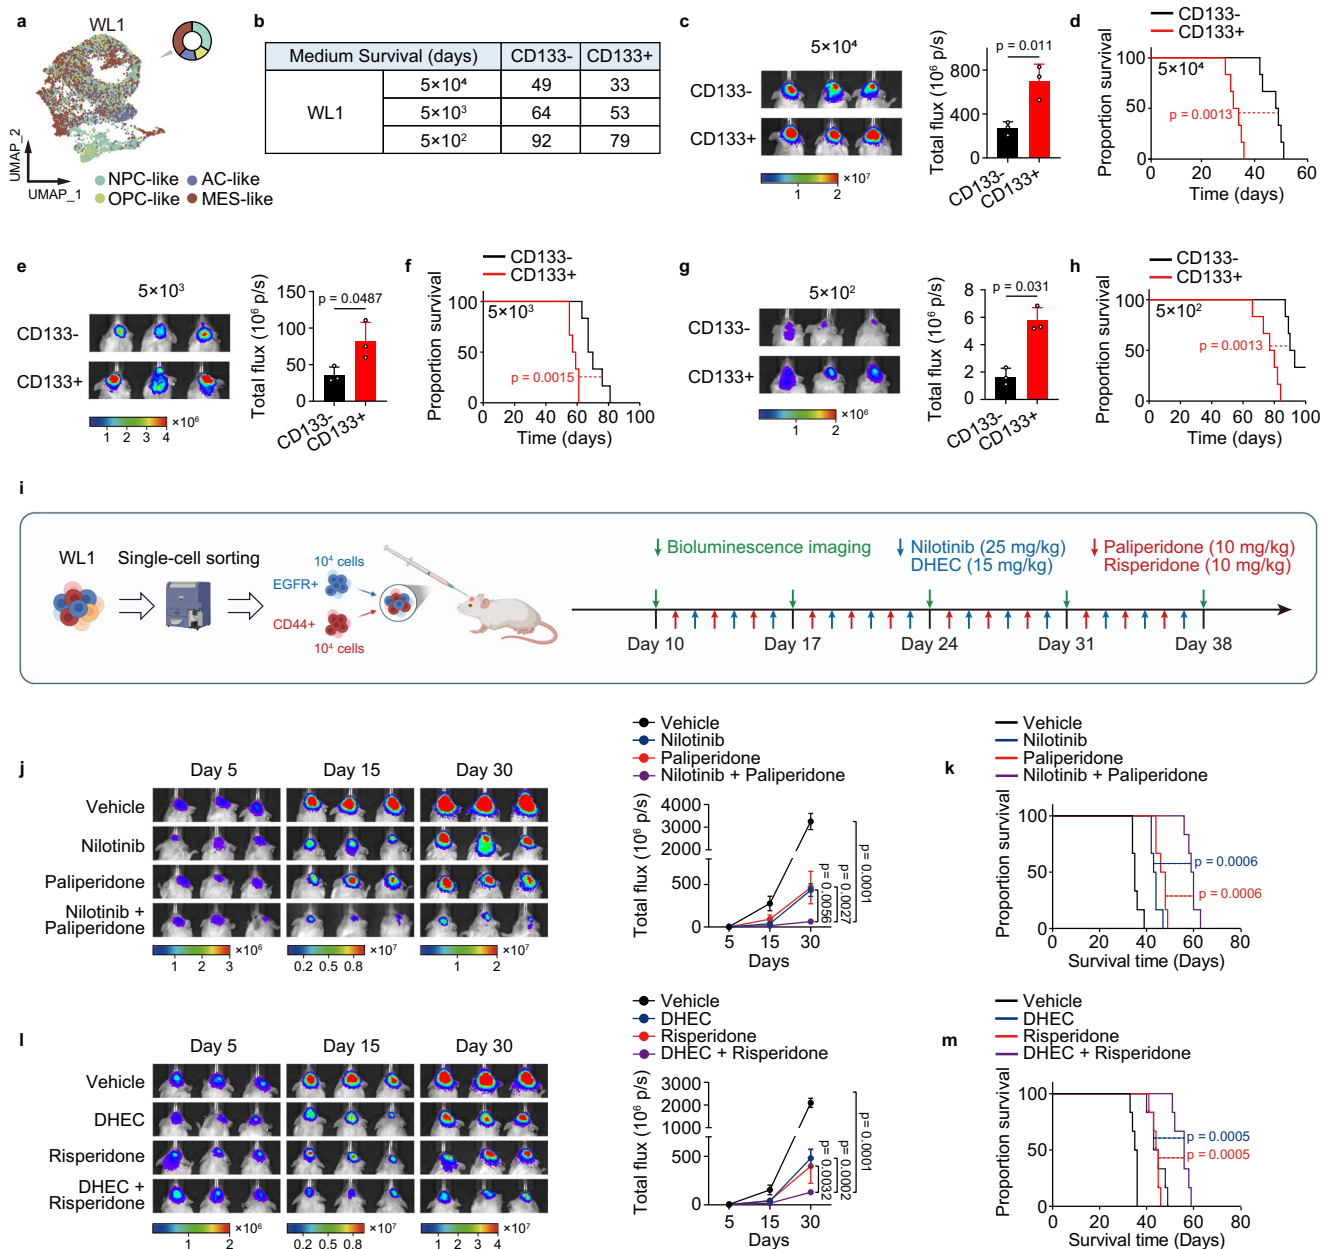 a
WL1
UMAP_2
UMAP_1
NPC-like
AC-like
OPC-like
MES-like
b
Medium Survival (days) CD133- CD133+
WL1
5×10⁴ 49 33
5×10³ 64 53
5×10² 92 79
c
5×10⁴
CD133-
CD133+
1 2 ×10⁷
Total flux (10⁶ p/s)
p = 0.011
800
400
0
CD133-
CD133+
d
CD133-
CD133+
Proportion survival
100
50
0
5×10⁴
p = 0.0013
0 20 40 60
Time (days)
e
5×10³
CD133-
CD133+
1 2 3 4 ×10⁶
Total flux (10⁶ p/s)
150
100
50
0
p = 0.0487
CD133-
CD133+
f
CD133-
CD133+
Proportion survival
100
50
0
5×10³
p = 0.0015
0 20 40 60 80 100
Time (days)
g
5×10²
CD133-
CD133+
1 2 ×10⁶
Total flux (10⁶ p/s)
8
6
4
2
0
p = 0.031
CD133-
CD133+
h
CD133-
CD133+
Proportion survival
100
50
0
5×10²
p = 0.0013
0 20 40 60 80 100
Time (days)
i
WL1
Single-cell sorting
10⁴ cells
EGFR+
CD44+
10⁴ cells
Bioluminescence imaging
Nilotinib (25 mg/kg)
DHEC (15 mg/kg)
Paliperidone (10 mg/kg)
Risperidone (10 mg/kg)
Day 10 Day 17 Day 24 Day 31 Day 38
j
Day 5 Day 15 Day 30
Vehicle
Nilotinib
Paliperidone
Nilotinib +
Paliperidone
1 2 3 ×10⁶
0.2 0.5 0.8 ×10⁷
1 2 ×10⁷
Vehicle
Nilotinib
Paliperidone
Nilotinib + Paliperidone
Total flux (10⁶ p/s)
4000
3000
2000
500
0
5 15 30
Days
p= 0.00056
p= 0.0027
p= 0.0001
k
Vehicle
Nilotinib
Paliperidone
Nilotinib + Paliperidone
Proportion survival
100
50
0
p = 0.0006
p = 0.0006
0 20 40 60 80
Survival time (Days)
l
Day 5 Day 15 Day 30
Vehicle
DHEC
Risperidone
DHEC +
Risperidone
1 2 ×10⁶
0.2 0.5 0.8 ×10⁷
1 2 3 4 ×10⁷
Vehicle
DHEC
Risperidone
DHEC + Risperidone
Total flux (10⁶ p/s)
3000
2000
1000
500
0
5 15 30
Days
p= 0.0032
p= 0.0002
p= 0.0001
m
Vehicle
DHEC
Risperidone
DHEC + Risperidone
Proportion survival
100
50
0
p = 0.0005
p = 0.0005
0 20 40 60 80
Survival time (Days)